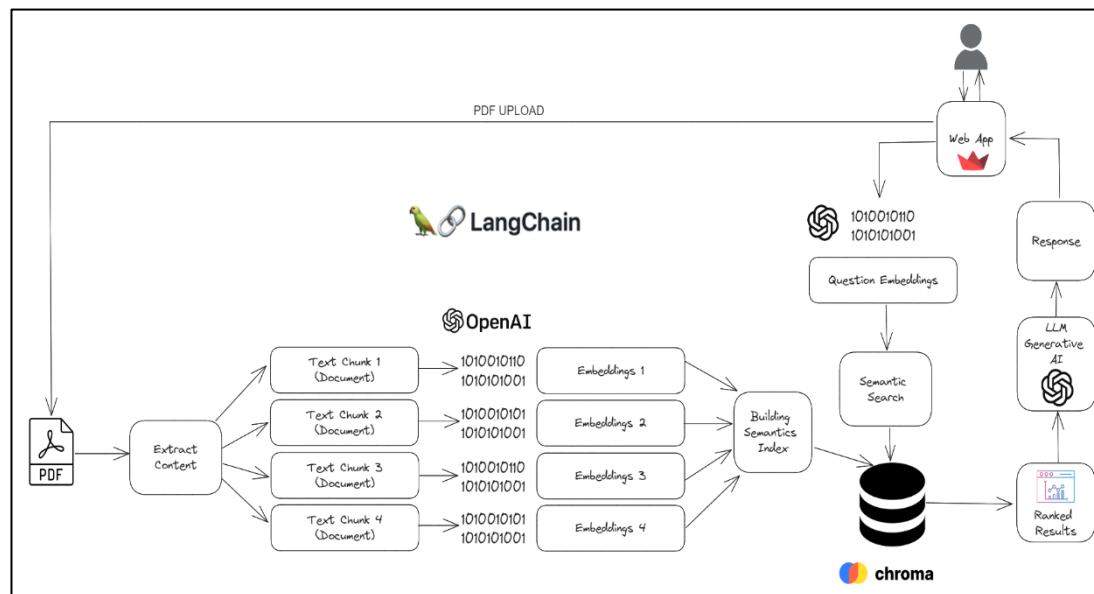 PDF UPLOAD
Web App
LangChain
1010010110
1010101001
Question Embeddings
Response
OpenAI
LLM
Generative
AI
Text Chunk 1
(Document)
1010010110
1010101001
Embeddings 1
Semantic
Search
Text Chunk 2
(Document)
1010010101
1010101001
Embeddings 2
Building
Semantics
Index
PDF
Extract
Content
Text Chunk 3
(Document)
1010010110
1010101001
Embeddings 3
Text Chunk 4
(Document)
1010010101
1010101001
Embeddings 4
Ranked
Results
chroma